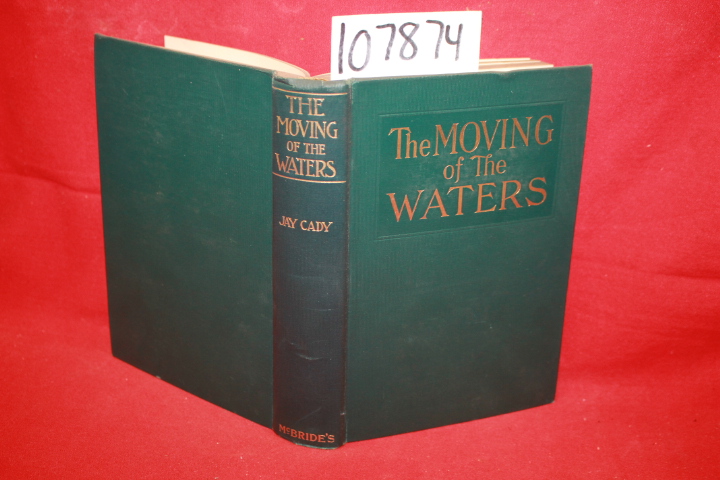 107874
THE
MOVING
OF THE
WATERS
JAY CADY
McBRIDE'S
The MOVING
of The
WATERS